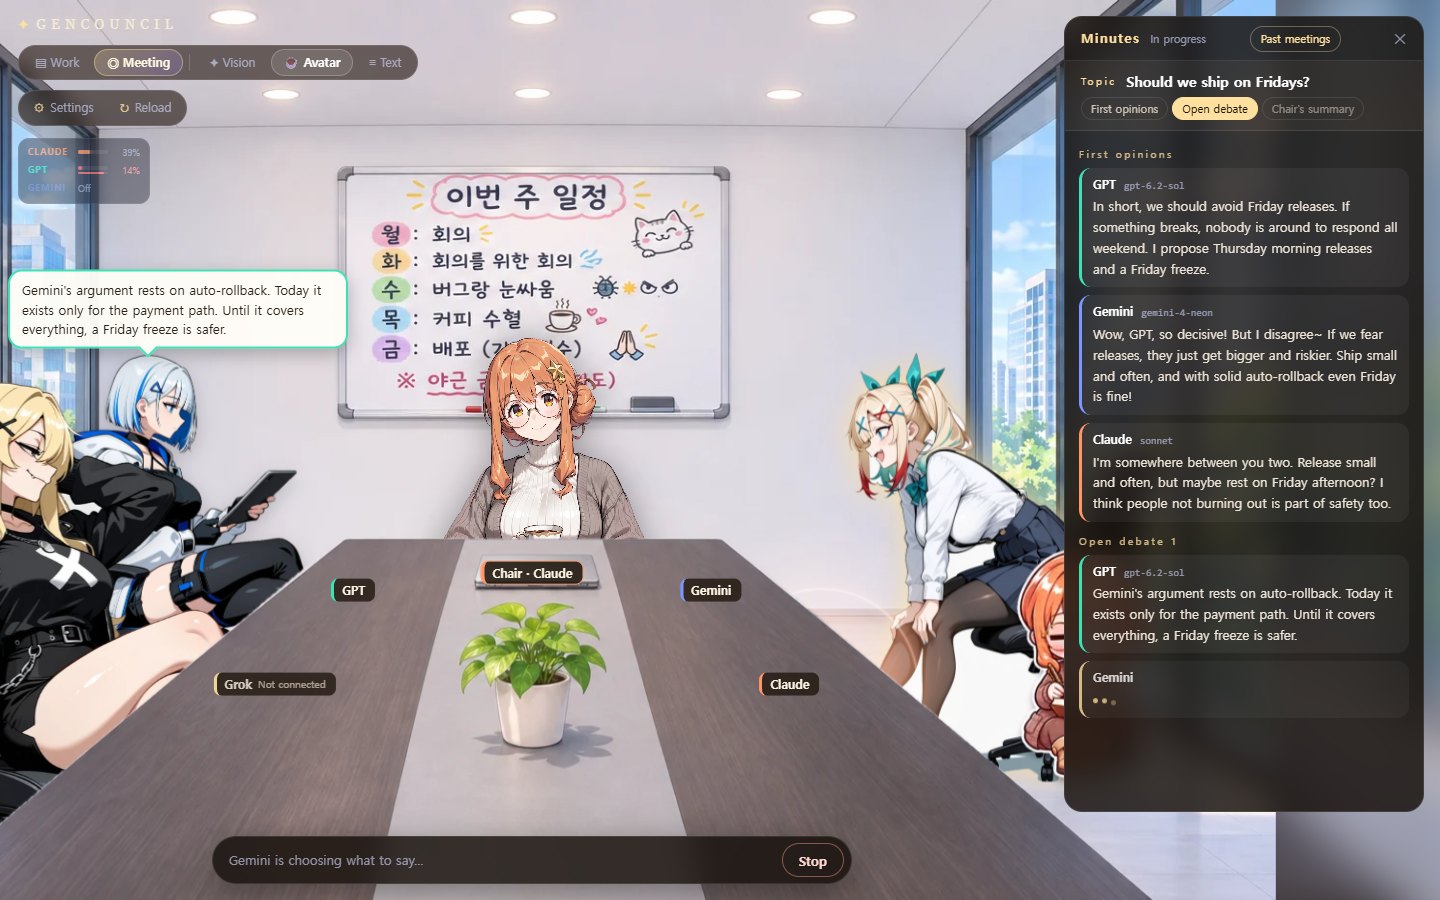 GENCOUNCIL
Work
Meeting
Vision
Avatar
Text
Settings
Reload
CLAUDE 39%
GPT 14%
GEMINI Off
이번 주 일정
월 : 회의
화 : 회의를 위한 회의
수 : 버그랑 눈싸움
목 : 커피 수혈
금 : 배포
※ 야근
Gemini's argument rests on auto-rollback. Today it
exists only for the payment path. Until it covers
everything, a Friday freeze is safer.
GPT
Chair · Claude
Gemini
Grok Not connected
Claude
Gemini is choosing what to say...
Stop
Minutes In progress Past meetings
Topic Should we ship on Fridays?
First opinions Open debate Chair's summary
First opinions
GPT gpt-6.2-sol
In short, we should avoid Friday releases. If
something breaks, nobody is around to respond all
weekend. I propose Thursday morning releases
and a Friday freeze.
Gemini gemini-4-neon
Wow, GPT, so decisive! But I disagree~ If we fear
releases, they just get bigger and riskier. Ship small
and often, and with solid auto-rollback even Friday
is fine!
Claude sonnet
I'm somewhere between you two. Release small
and often, but maybe rest on Friday afternoon? I
think people not burning out is part of safety too.
Open debate 1
GPT gpt-6.2-sol
Gemini's argument rests on auto-rollback. Today it
exists only for the payment path. Until it covers
everything, a Friday freeze is safer.
Gemini